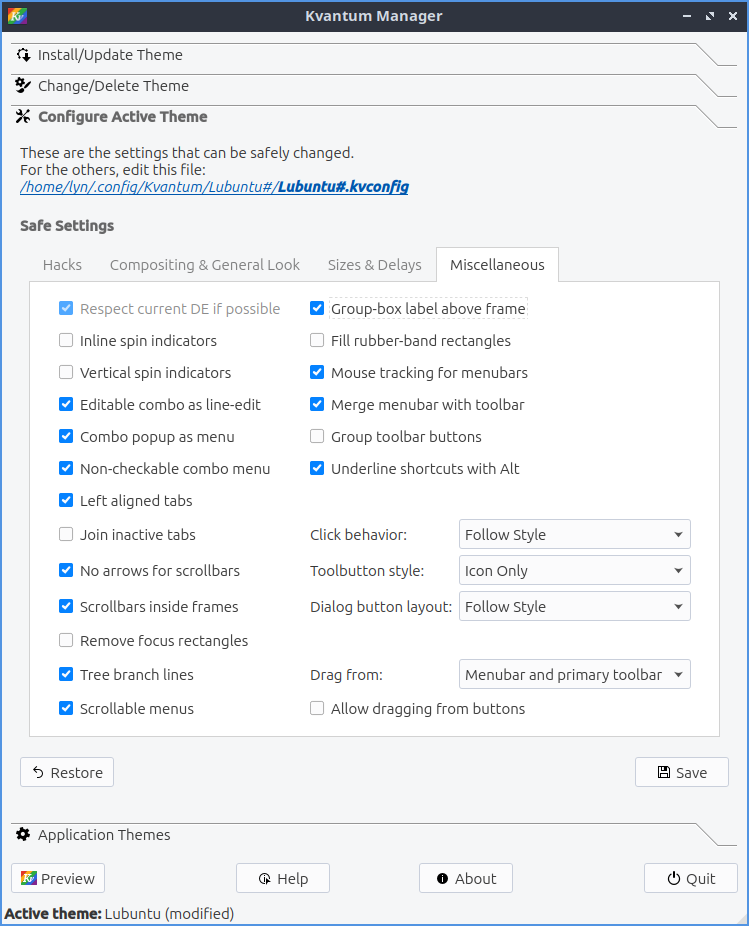 Kvantum Manager
Install/Update Theme
Change/Delete Theme
Configure Active Theme
These are the settings that can be safely changed.
For the others, edit this file:
/home/lyn/.config/Kvantum/Lubuntu#/Lubuntu#.kvconfig
Safe Settings
Hacks Compositing & General Look Sizes & Delays Miscellaneous
Respect current DE if possible Group-box label above frame
Inline spin indicators Fill rubber-band rectangles
Vertical spin indicators Mouse tracking for menubars
Editable combo as line-edit Merge menubar with toolbar
Combo popup as menu Group toolbar buttons
Non-checkable combo menu Underline shortcuts with Alt
Left aligned tabs
Join inactive tabs Click behavior: Follow Style
No arrows for scrollbars Toolbutton style: Icon Only
Scrollbars inside frames Dialog button layout: Follow Style
Remove focus rectangles
Tree branch lines Drag from: Menubar and primary toolbar
Scrollable menus Allow dragging from buttons
Restore Save
Application Themes
Preview Help About Quit
Active theme: Lubuntu (modified)